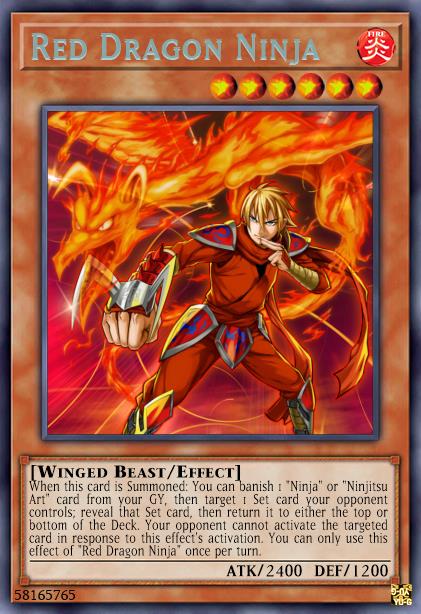 RED DRAGON NINJA
FIRE
炎
[WINGED BEAST/EFFECT]
When this card is Summoned: You can banish 1 "Ninja" or "Ninjitsu
Art" card from your GY, then target 1 Set card your opponent
controls; reveal that Set card, then return it to either the top or
bottom of the Deck. Your opponent cannot activate the targeted
card in response to this effect's activation. You can only use this
effect of "Red Dragon Ninja" once per turn.
ATK/2400 DEF/1200
58165765